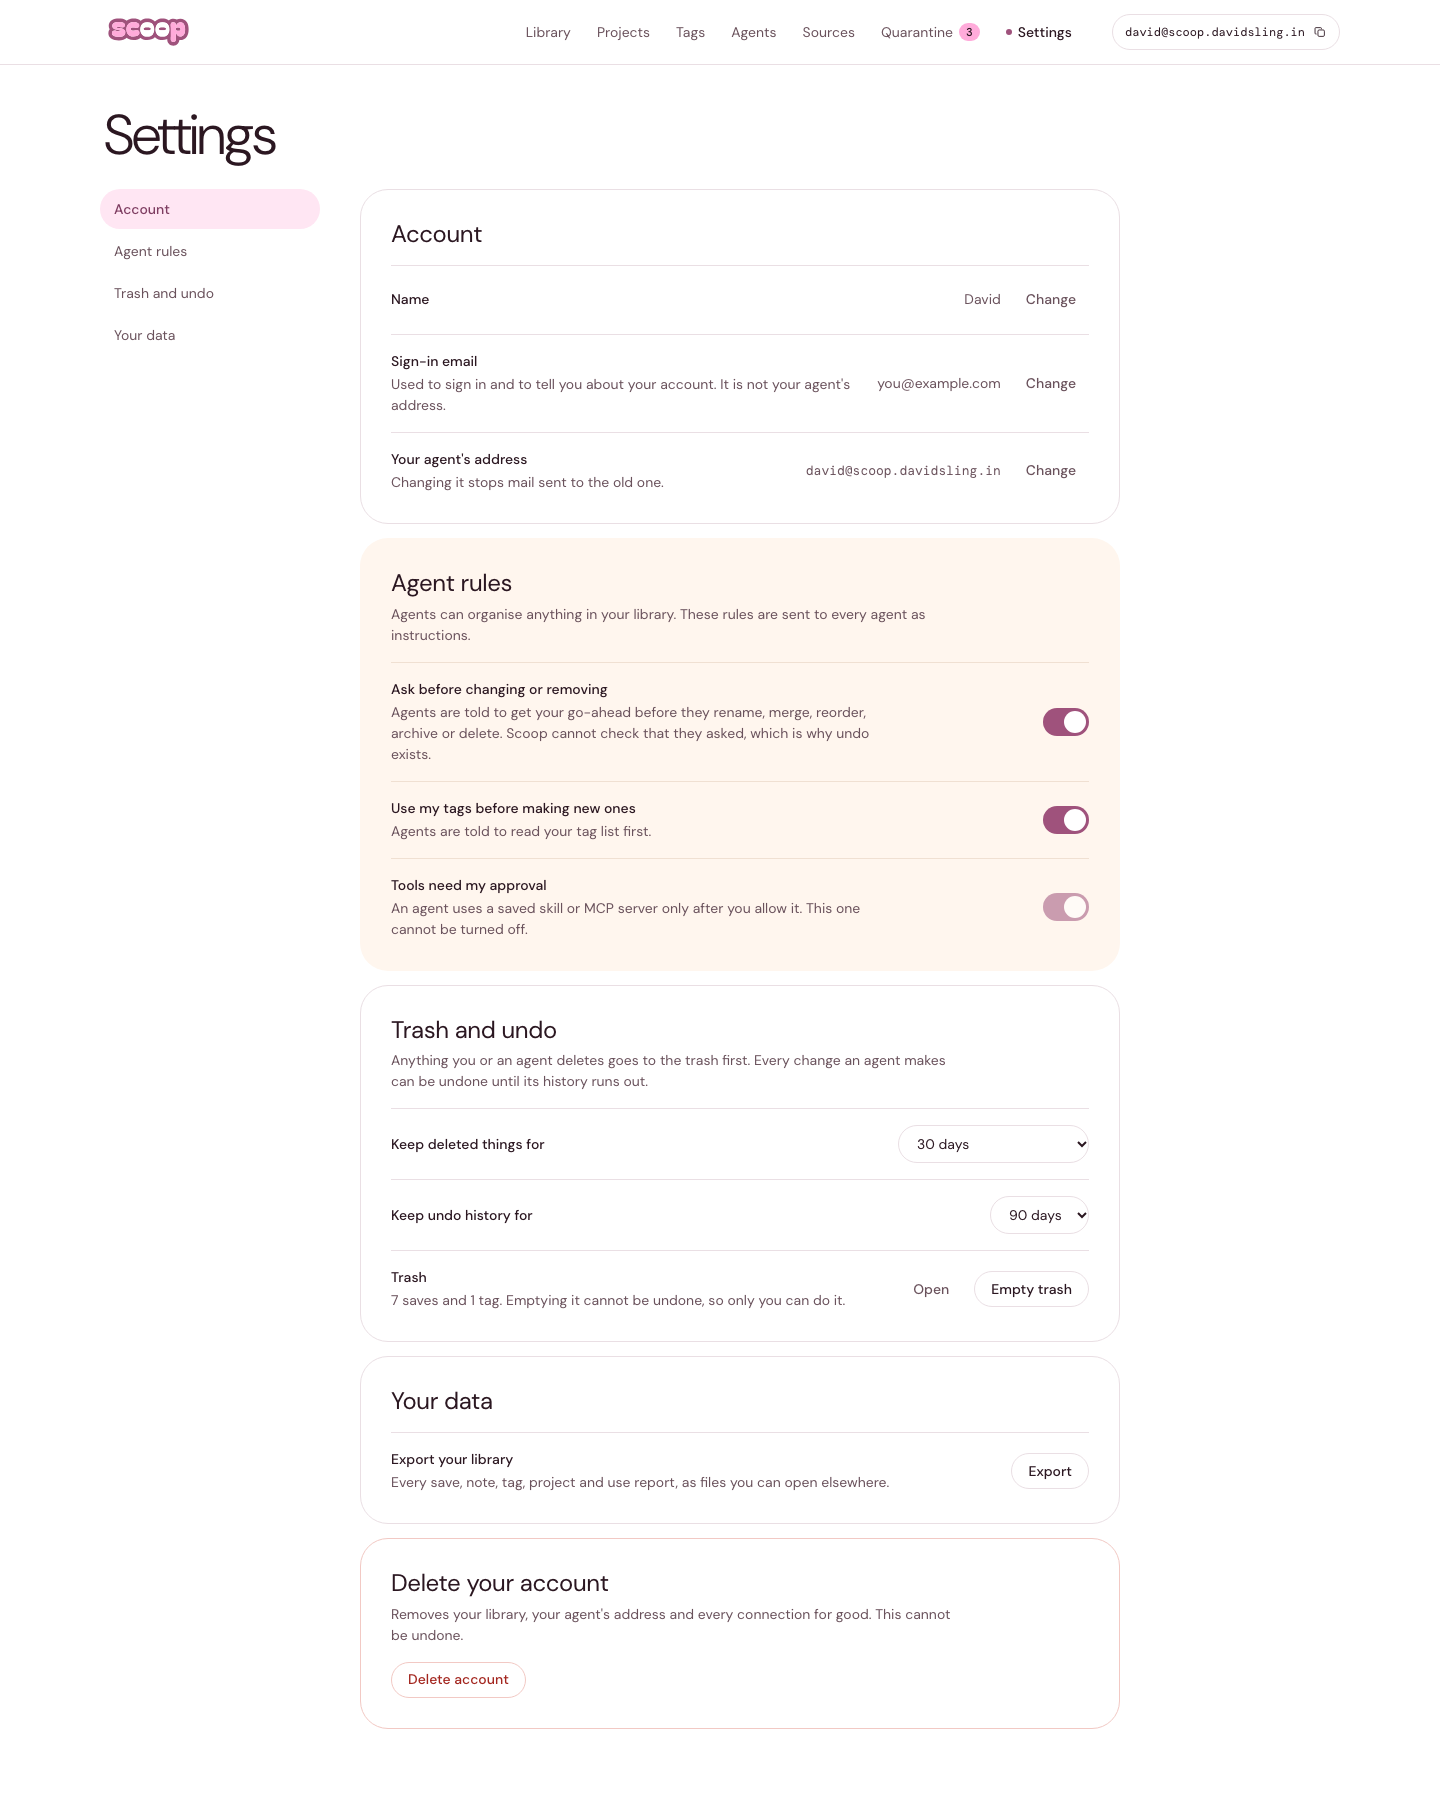 scoop
Library Projects Tags Agents Sources Quarantine 3 Settings david@scoop.davidsling.in
Settings
Account
Agent rules
Trash and undo
Your data
Account
Name David Change
Sign-in email
Used to sign in and to tell you about your account. It is not your agent's
address.
you@example.com Change
Your agent's address
Changing it stops mail sent to the old one.
david@scoop.davidsling.in Change
Agent rules
Agents can organise anything in your library. These rules are sent to every agent as
instructions.
Ask before changing or removing
Agents are told to get your go-ahead before they rename, merge, reorder,
archive or delete. Scoop cannot check that they asked, which is why undo
exists.
Use my tags before making new ones
Agents are told to read your tag list first.
Tools need my approval
An agent uses a saved skill or MCP server only after you allow it. This one
cannot be turned off.
Trash and undo
Anything you or an agent deletes goes to the trash first. Every change an agent makes
can be undone until its history runs out.
Keep deleted things for 30 days
Keep undo history for 90 days
Trash
7 saves and 1 tag. Emptying it cannot be undone, so only you can do it.
Open Empty trash
Your data
Export your library
Every save, note, tag, project and use report, as files you can open elsewhere.
Export
Delete your account
Removes your library, your agent's address and every connection for good. This cannot
be undone.
Delete account